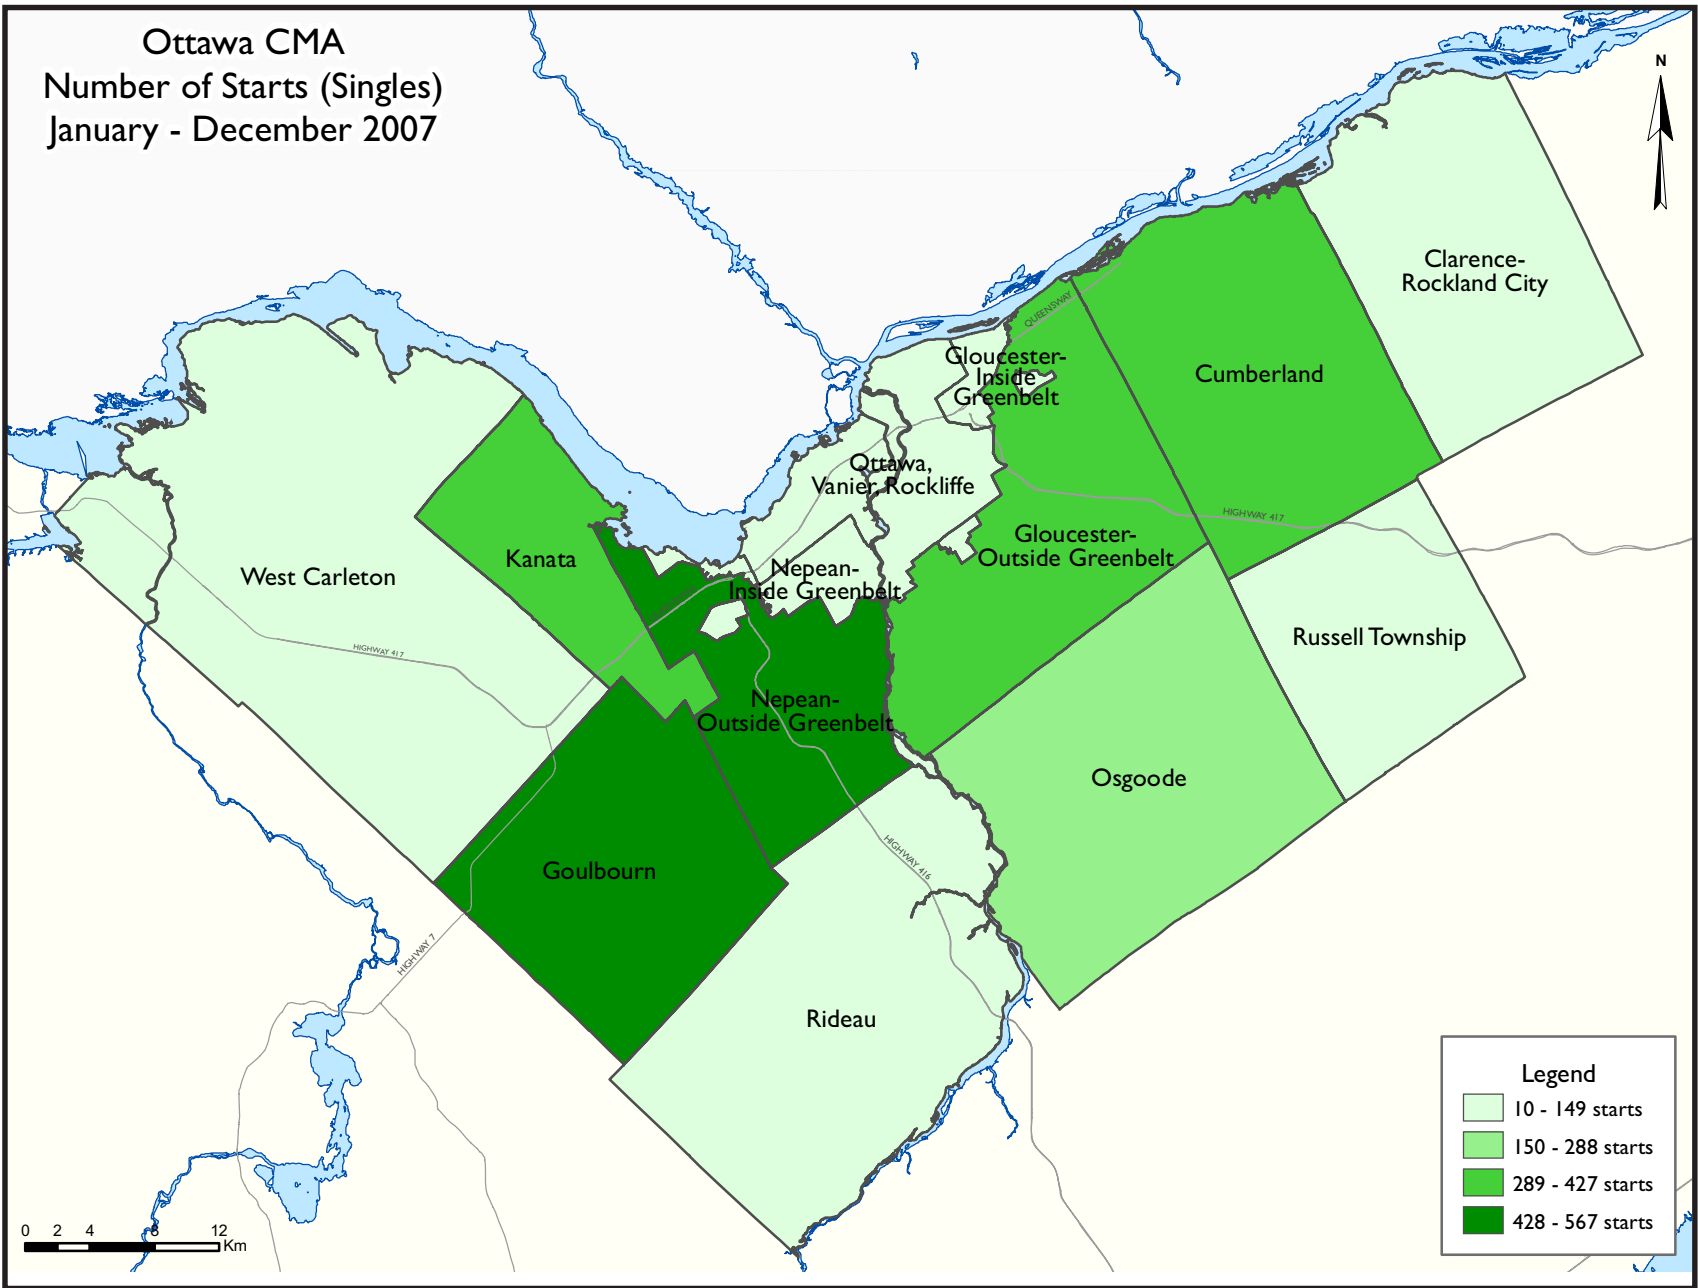 Ottawa CMA
Number of Starts (Singles)
January - December 2007
N
Clarence-
Rockland City
QUEENSWAY
Gloucester-
Inside
Greenbelt
Cumberland
Ottawa,
Vanier, Rockliffe
HIGHWAY 417
Gloucester-
Outside Greenbelt
Kanata
West Carleton
Nepean-
Inside Greenbelt
Russell Township
HIGHWAY 417
Nepean-
Outside Greenbelt
Osgoode
Goulbourn
HIGHWAY 416
HIGHWAY 7
Rideau
Legend
10 - 149 starts
150 - 288 starts
289 - 427 starts
428 - 567 starts
0 2 4 8 12
Km